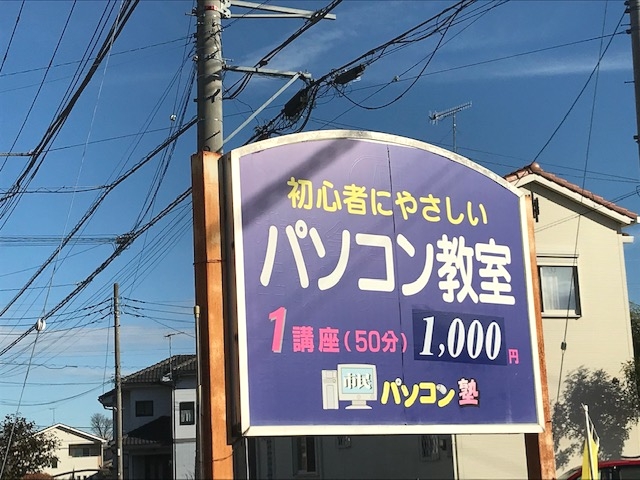 初心者にやさしい
パソコン教室
1講座(50分) 1,000円
市民 パソコン塾